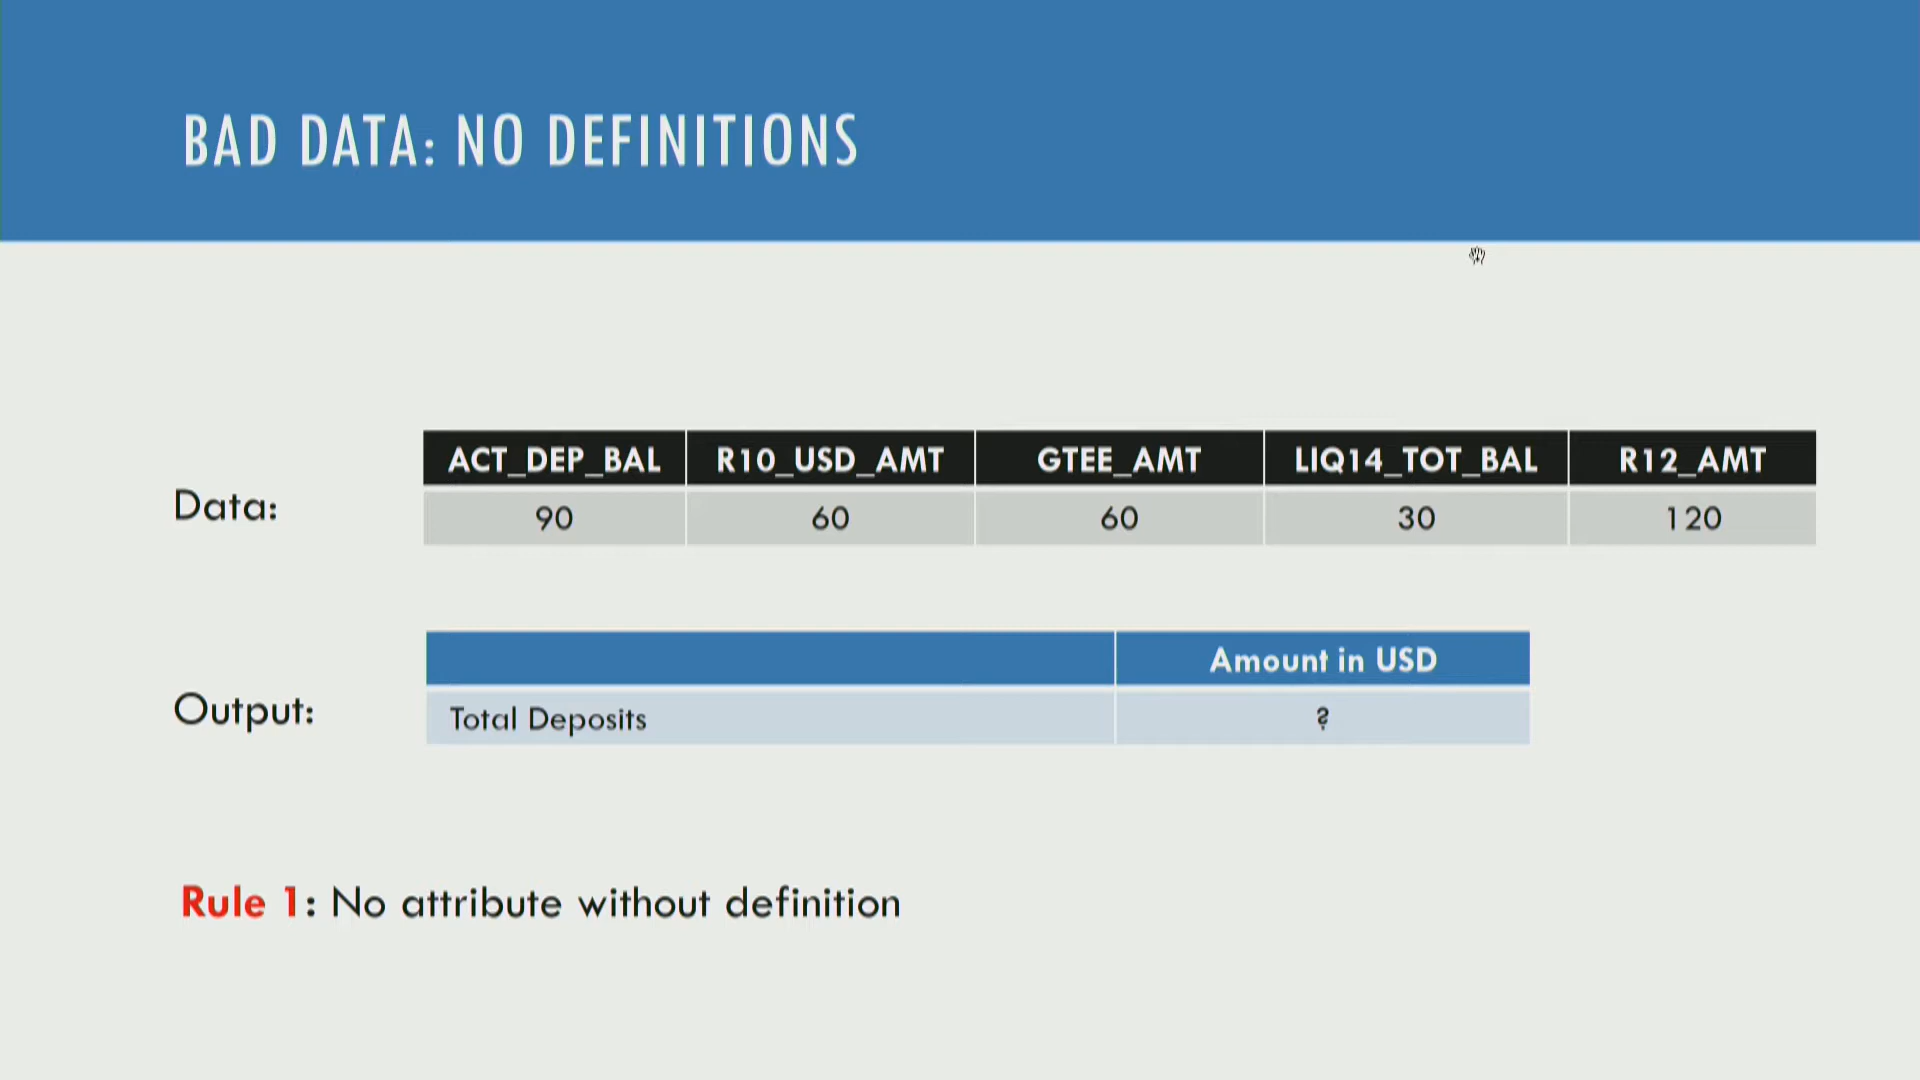 BAD DATA: NO DEFINITIONS
Data:
ACT_DEP_BAL R10_USD_AMT GTEE_AMT LIQ14_TOT_BAL R12_AMT
90 60 60 30 120
Output:
Amount in USD
Total Deposits ?
Rule 1: No attribute without definition